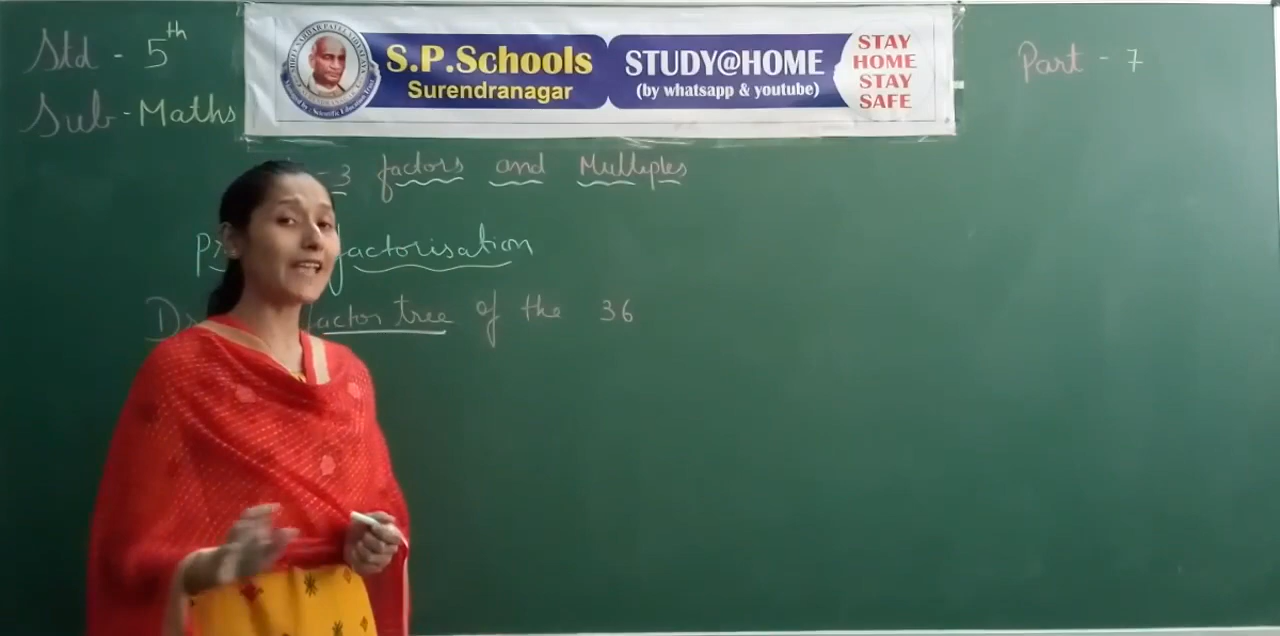 Std - 5th
Sub - Maths
S.P.Schools
Surendranagar
STUDY@HOME
(by whatsapp & youtube)
STAY
HOME
STAY
SAFE
Part - 7
-3 factors and Multiples
factorisation
factor tree of the 36